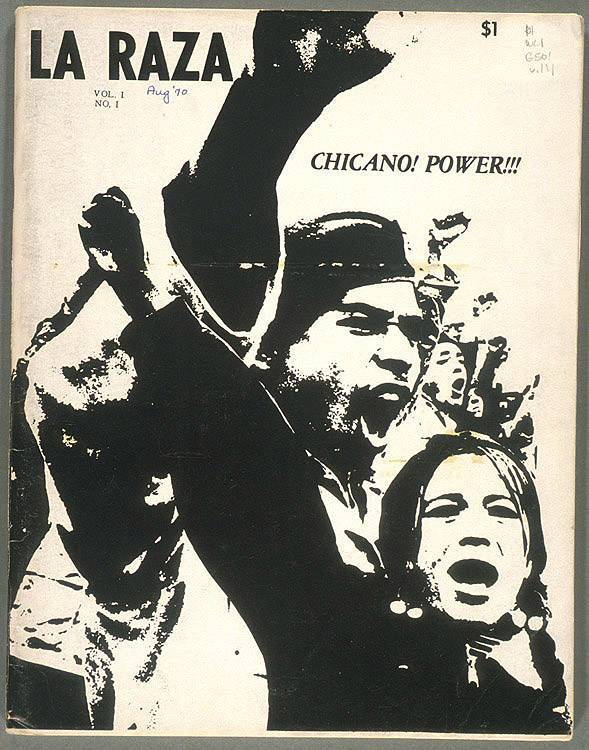 LA RAZA
$1
VOL. I
NO. I
Aug '70
CHICANO! POWER!!!